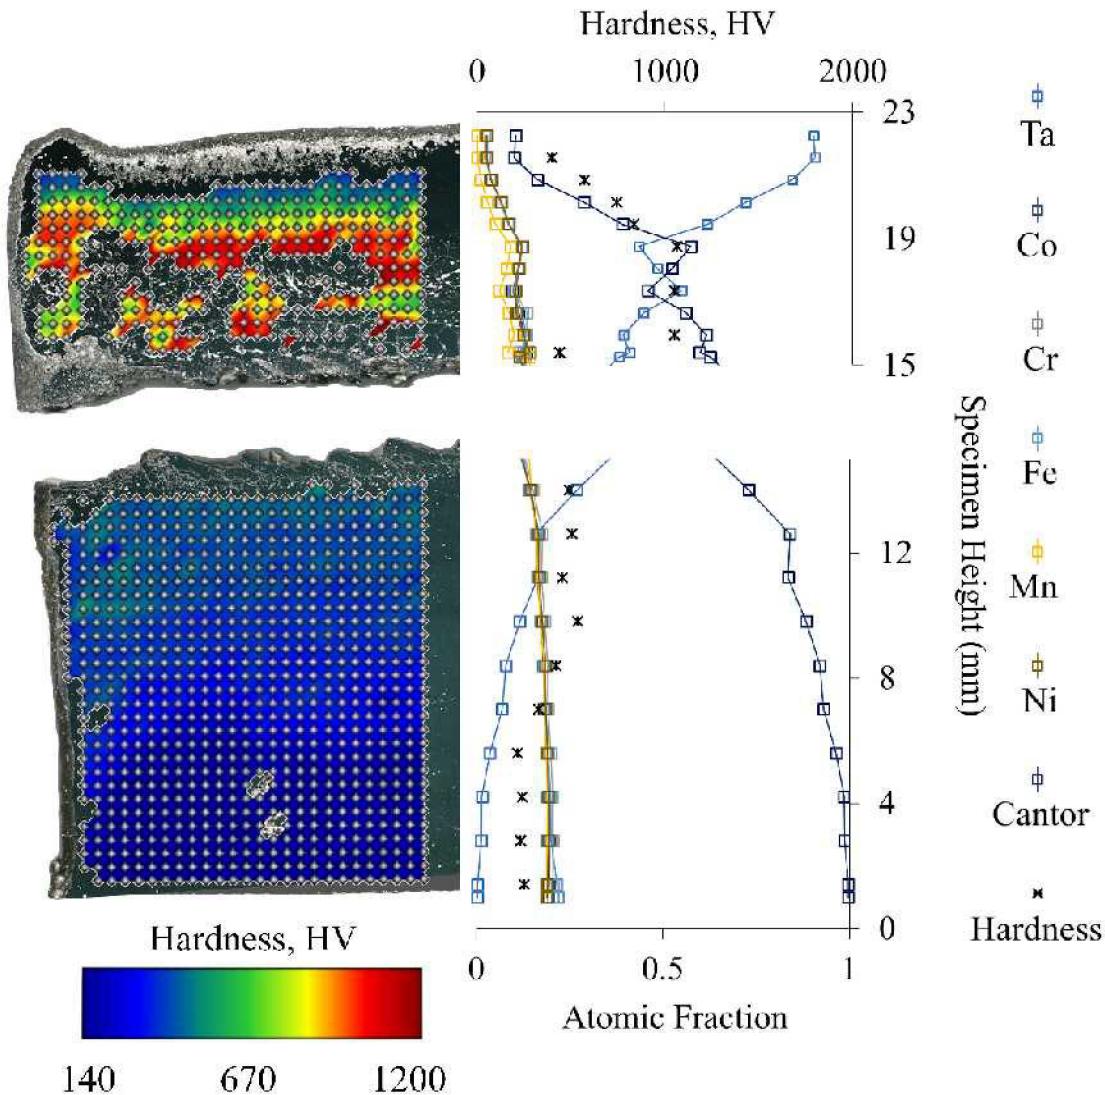 Hardness, HV
0 1000 2000
23
19
15
12
8
4
0
Specimen Height (mm)
0 0.5 1
Atomic Fraction
Ta
Co
Cr
Fe
Mn
Ni
Cantor
Hardness
Hardness, HV
140 670 1200